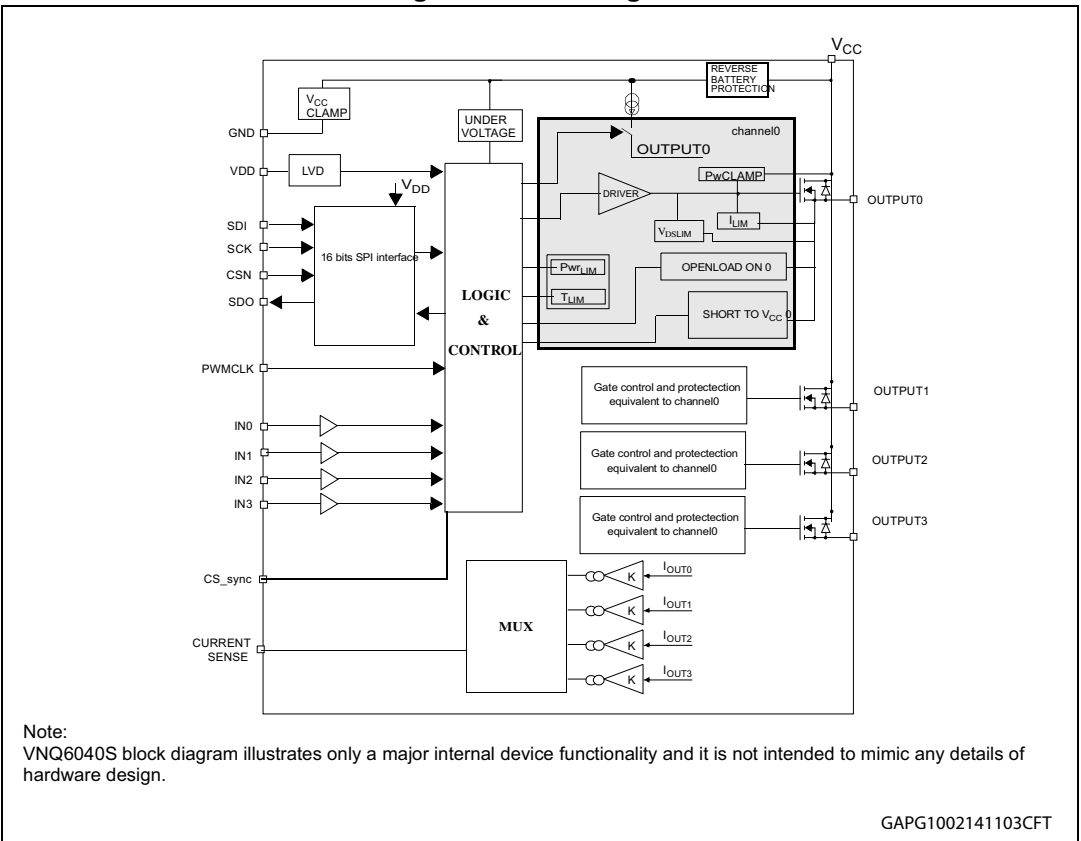 VCC
REVERSE
BATTERY
PROTECTION
VCC
CLAMP
GND
UNDER
VOLTAGE
channel0
OUTPUT0
VDD
LVD
VDD
PwCLAMP
DRIVER
OUTPUT0
ILIM
VDSLIM
SDI
SCK
CSN
SDO
16 bits SPI interface
LOGIC
&
CONTROL
PwrLIM
TLIM
OPENLOAD ON 0
SHORT TO VCC 0
PWMCLK
Gate control and protectection
equivalent to channel0
OUTPUT1
IN0
IN1
IN2
IN3
Gate control and protectection
equivalent to channel0
OUTPUT2
Gate control and protectection
equivalent to channel0
OUTPUT3
CS_sync
CURRENT
SENSE
MUX
K
IOUT0
K
IOUT1
K
IOUT2
K
IOUT3
Note:
VNQ6040S block diagram illustrates only a major internal device functionality and it is not intended to mimic any details of
hardware design.
GAPG1002141103CFT